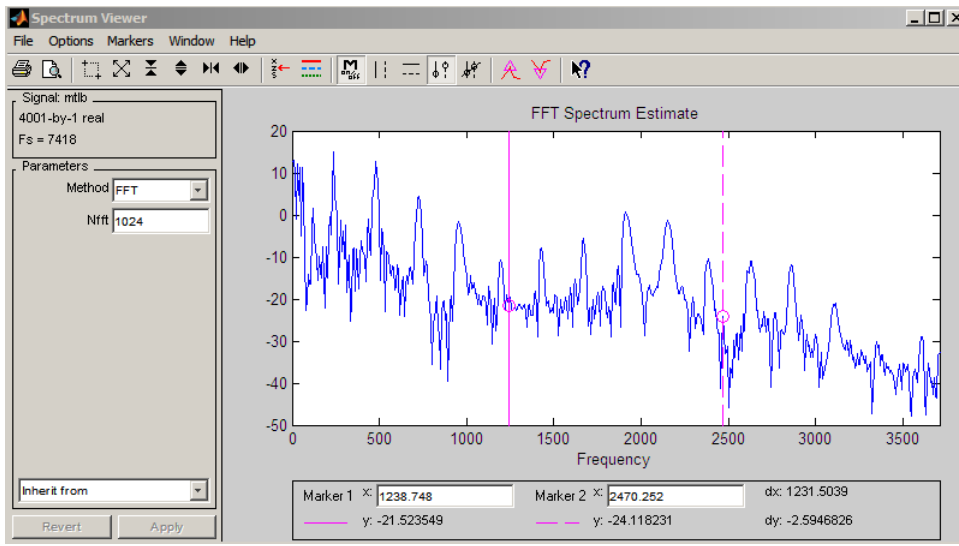 Spectrum Viewer
File Options Markers Window Help
M
on/off
Signal: mtlb
4001-by-1 real
Fs = 7418
Parameters
Method FFT
Nfft 1024
Inherit from
Revert Apply
FFT Spectrum Estimate
20
10
0
-10
-20
-30
-40
-50
0 500 1000 1500 2000 2500 3000 3500
Frequency
Marker 1 x: 1238.748 Marker 2 x: 2470.252 dx: 1231.5039
y: -21.523549 y: -24.118231 dy: -2.5946826